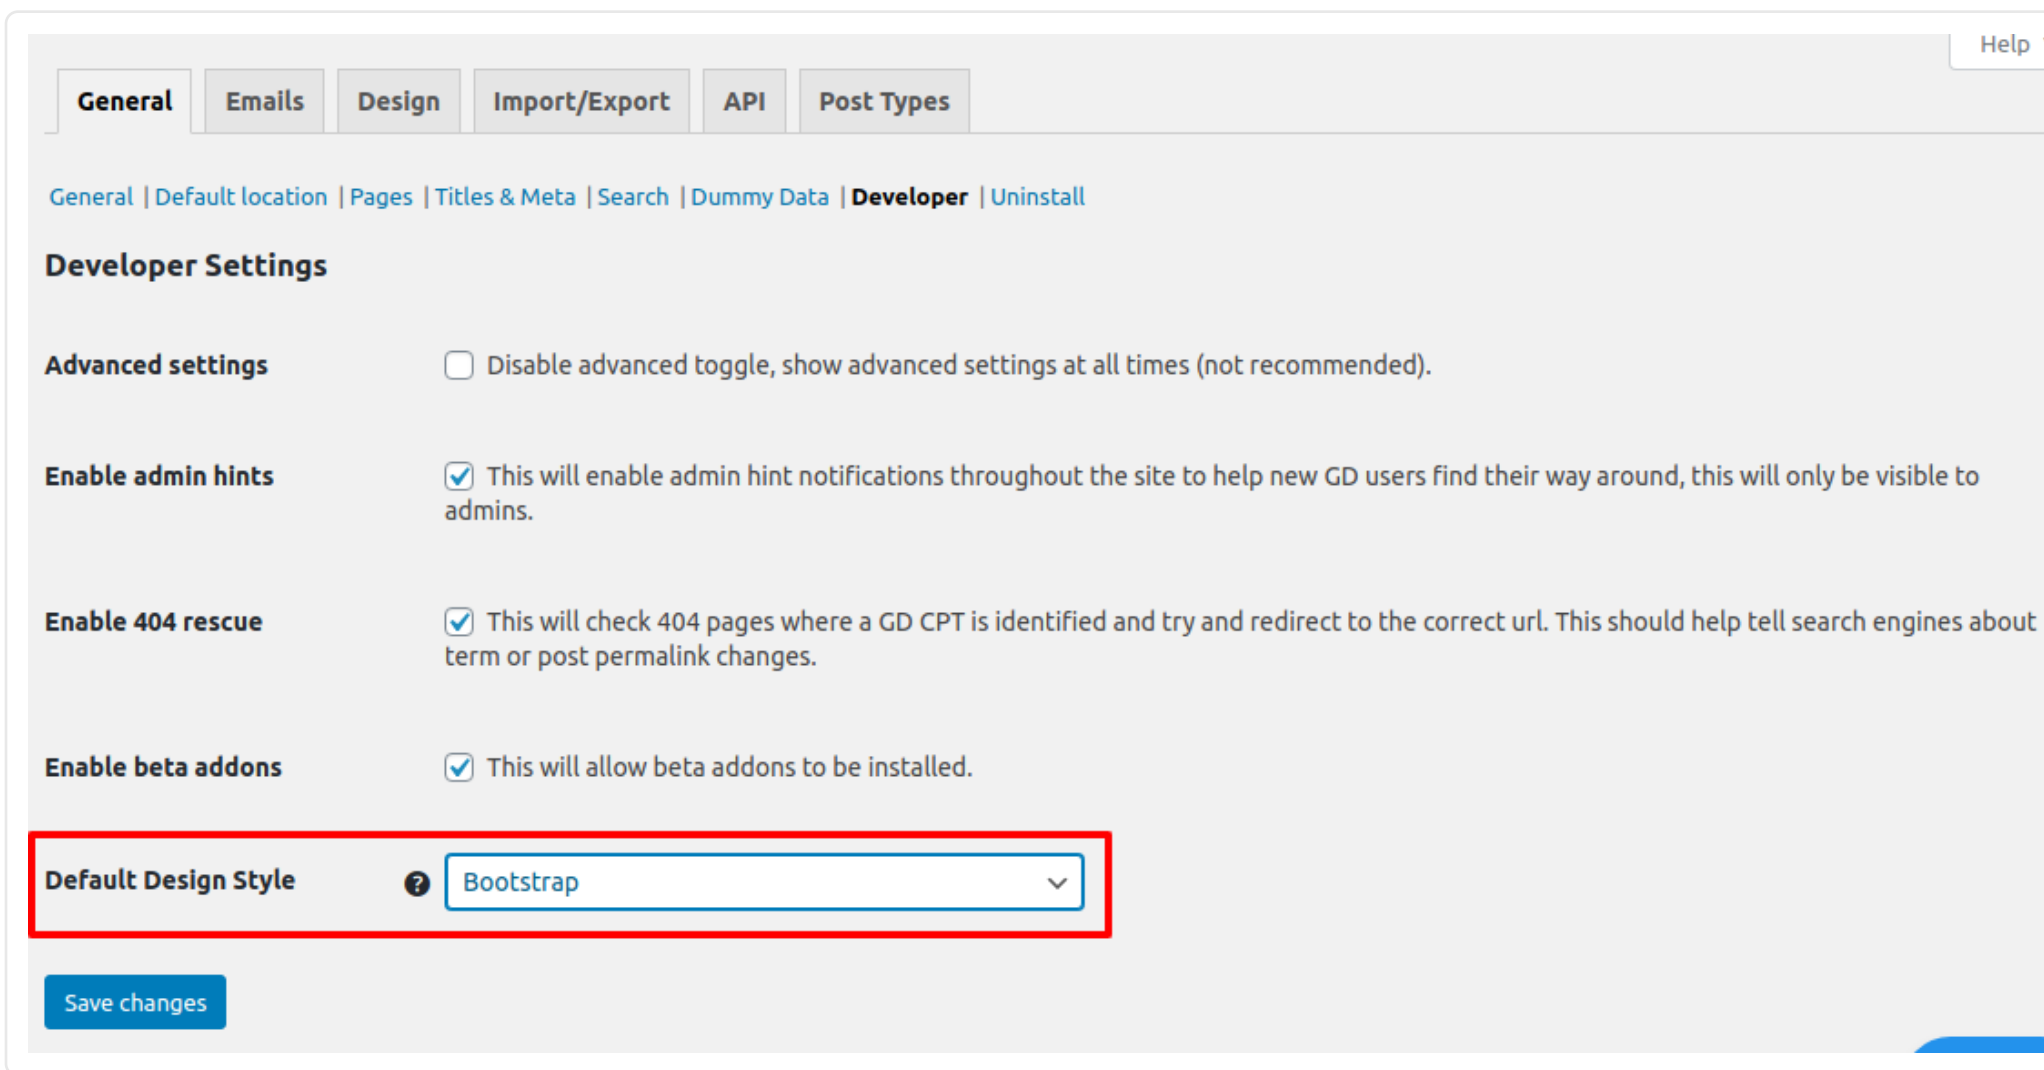 Help
General Emails Design Import/Export API Post Types
General | Default location | Pages | Titles & Meta | Search | Dummy Data | Developer | Uninstall
Developer Settings
Advanced settings Disable advanced toggle, show advanced settings at all times (not recommended).
Enable admin hints This will enable admin hint notifications throughout the site to help new GD users find their way around, this will only be visible to
admins.
Enable 404 rescue This will check 404 pages where a GD CPT is identified and try and redirect to the correct url. This should help tell search engines about
term or post permalink changes.
Enable beta addons This will allow beta addons to be installed.
Default Design Style ? Bootstrap
Save changes